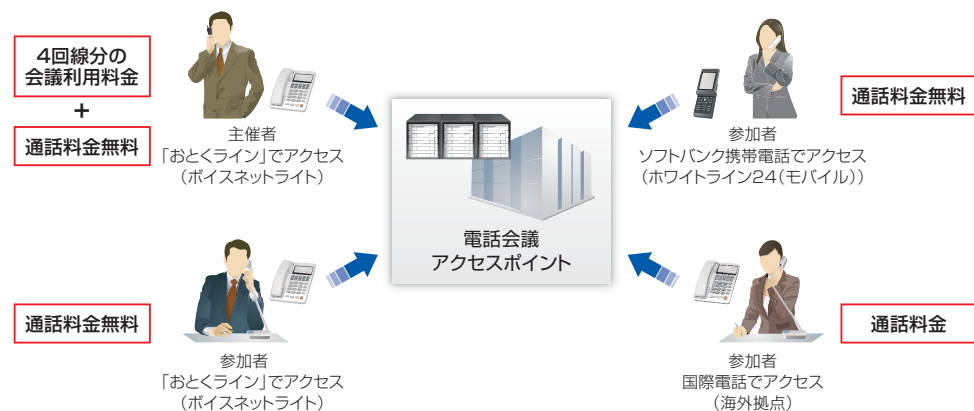 4回線分の
会議利用料金
+
通話料金無料
主催者
「おとくライン」でアクセス
（ボイスネットライト）
通話料金無料
参加者
ソフトバンク携帯電話でアクセス
（ホワイトライン24（モバイル））
電話会議
アクセスポイント
通話料金無料
参加者
「おとくライン」でアクセス
（ボイスネットライト）
通話料金
参加者
国際電話でアクセス
（海外拠点）